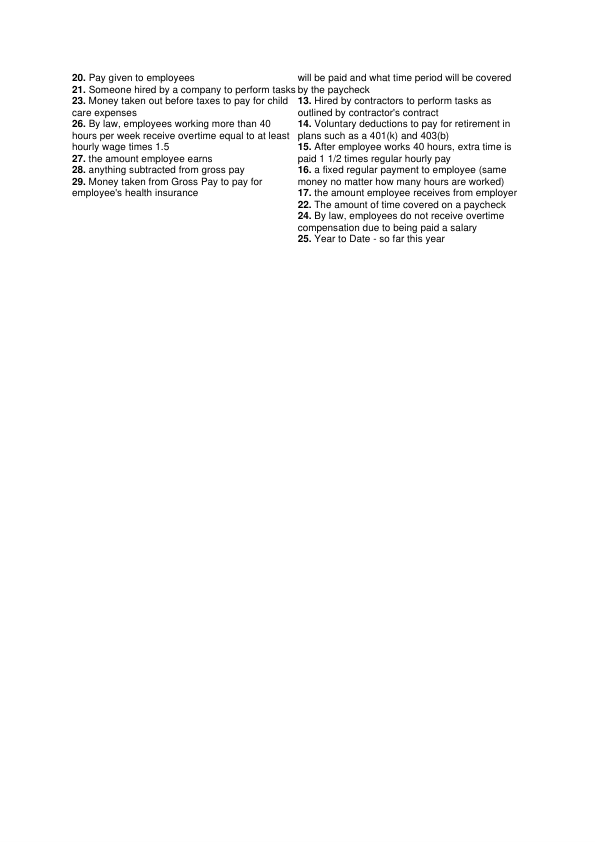 20. Pay given to employees
21. Someone hired by a company to perform tasks
23. Money taken out before taxes to pay for child
care expenses
26. By law, employees working more than 40
hours per week receive overtime equal to at least
hourly wage times 1.5
27. the amount employee earns
28. anything subtracted from gross pay
29. Money taken from Gross Pay to pay for
employee's health insurance
will be paid and what time period will be covered
by the paycheck
13. Hired by contractors to perform tasks as
outlined by contractor's contract
14. Voluntary deductions to pay for retirement in
plans such as a 401(k) and 403(b)
15. After employee works 40 hours, extra time is
paid 1 1/2 times regular hourly pay
16. a fixed regular payment to employee (same
money no matter how many hours are worked)
17. the amount employee receives from employer
22. The amount of time covered on a paycheck
24. By law, employees do not receive overtime
compensation due to being paid a salary
25. Year to Date - so far this year